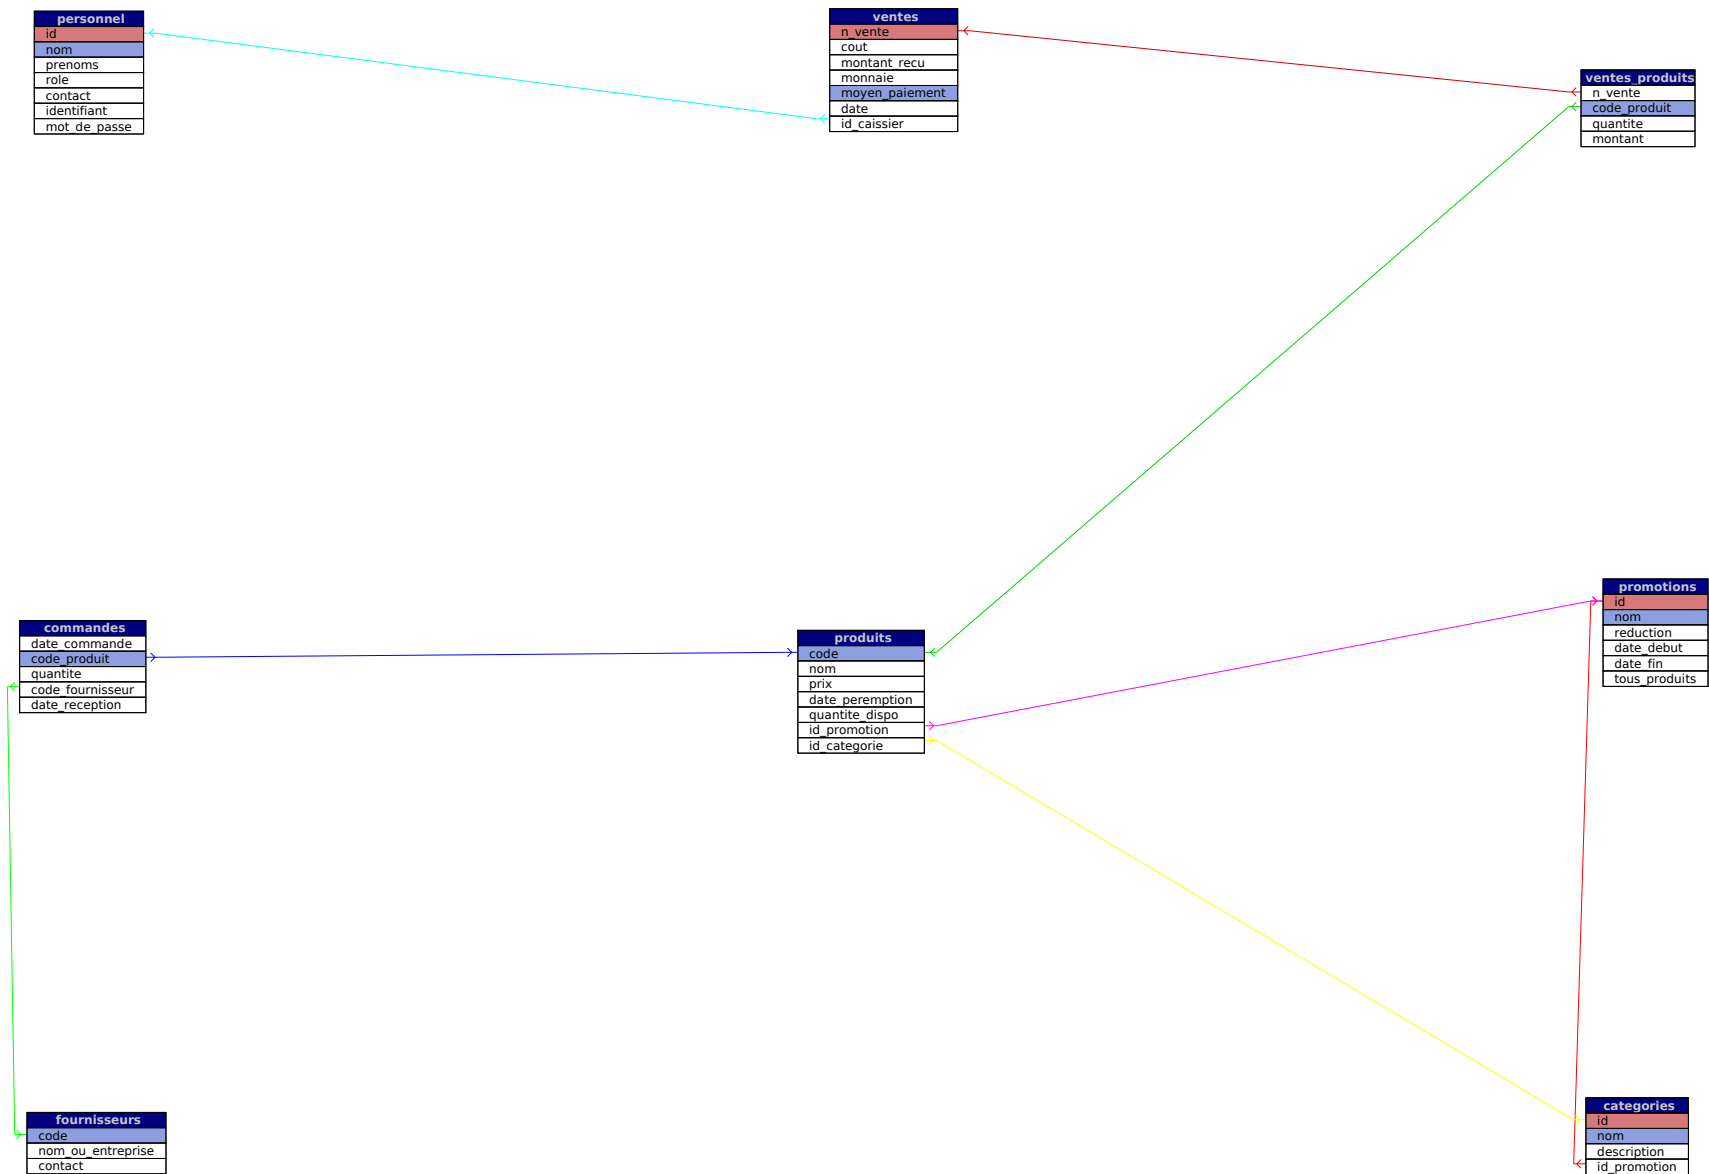 personnel
id
nom
prenoms
role
contact
identifiant
mot_de_passe
ventes
n_vente
cout
montant_recu
monnaie
moyen_paiement
date
id_caissier
ventes_produits
n_vente
code_produit
quantite
montant
commandes
date_commande
code_produit
quantite
code_fournisseur
date_reception
produits
code
nom
prix
date_peremption
quantite_dispo
id_promotion
id_categorie
promotions
id
nom
reduction
date_debut
date_fin
tous_produits
fournisseurs
code
nom_ou_entreprise
contact
categories
id
nom
description
id_promotion